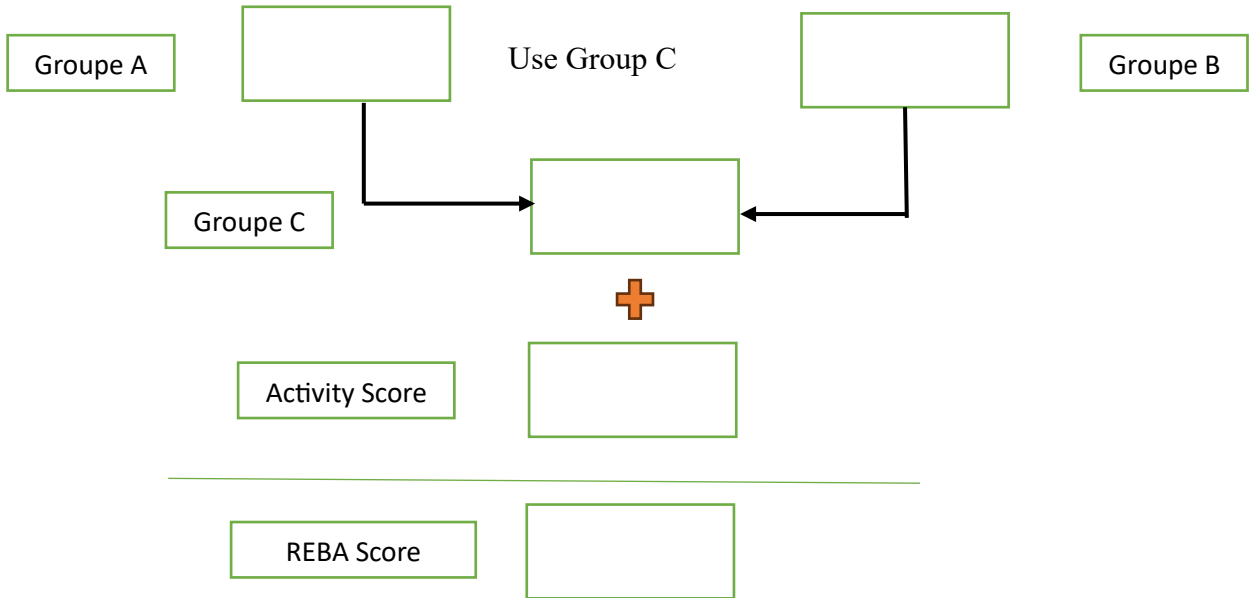 Groupe A
Use Group C
Groupe B
Groupe C
Activity Score
REBA Score